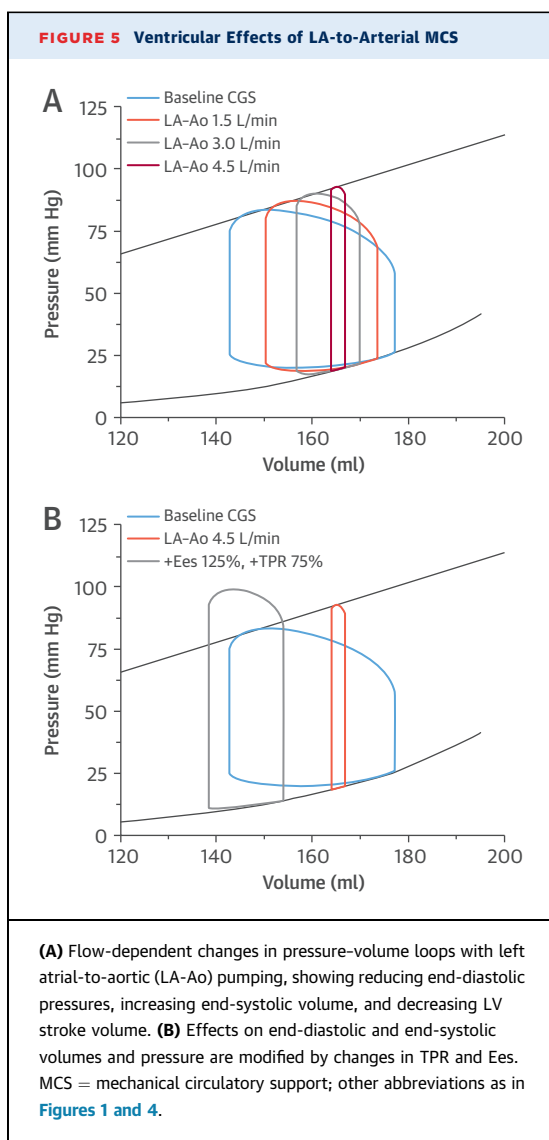 FIGURE 5 Ventricular Effects of LA-to-Arterial MCS
A
Baseline CGS
LA-Ao 1.5 L/min
LA-Ao 3.0 L/min
LA-Ao 4.5 L/min
125
100
75
50
25
0
Pressure (mm Hg)
120 140 160 180 200
Volume (ml)
B
Baseline CGS
LA-Ao 4.5 L/min
+Ees 125%, +TPR 75%
125
100
75
50
25
0
Pressure (mm Hg)
120 140 160 180 200
Volume (ml)
(A) Flow-dependent changes in pressure-volume loops with left
atrial-to-aortic (LA-Ao) pumping, showing reducing end-diastolic
pressures, increasing end-systolic volume, and decreasing LV
stroke volume. (B) Effects on end-diastolic and end-systolic
volumes and pressure are modified by changes in TPR and Ees.
MCS = mechanical circulatory support; other abbreviations as in
Figures 1 and 4.